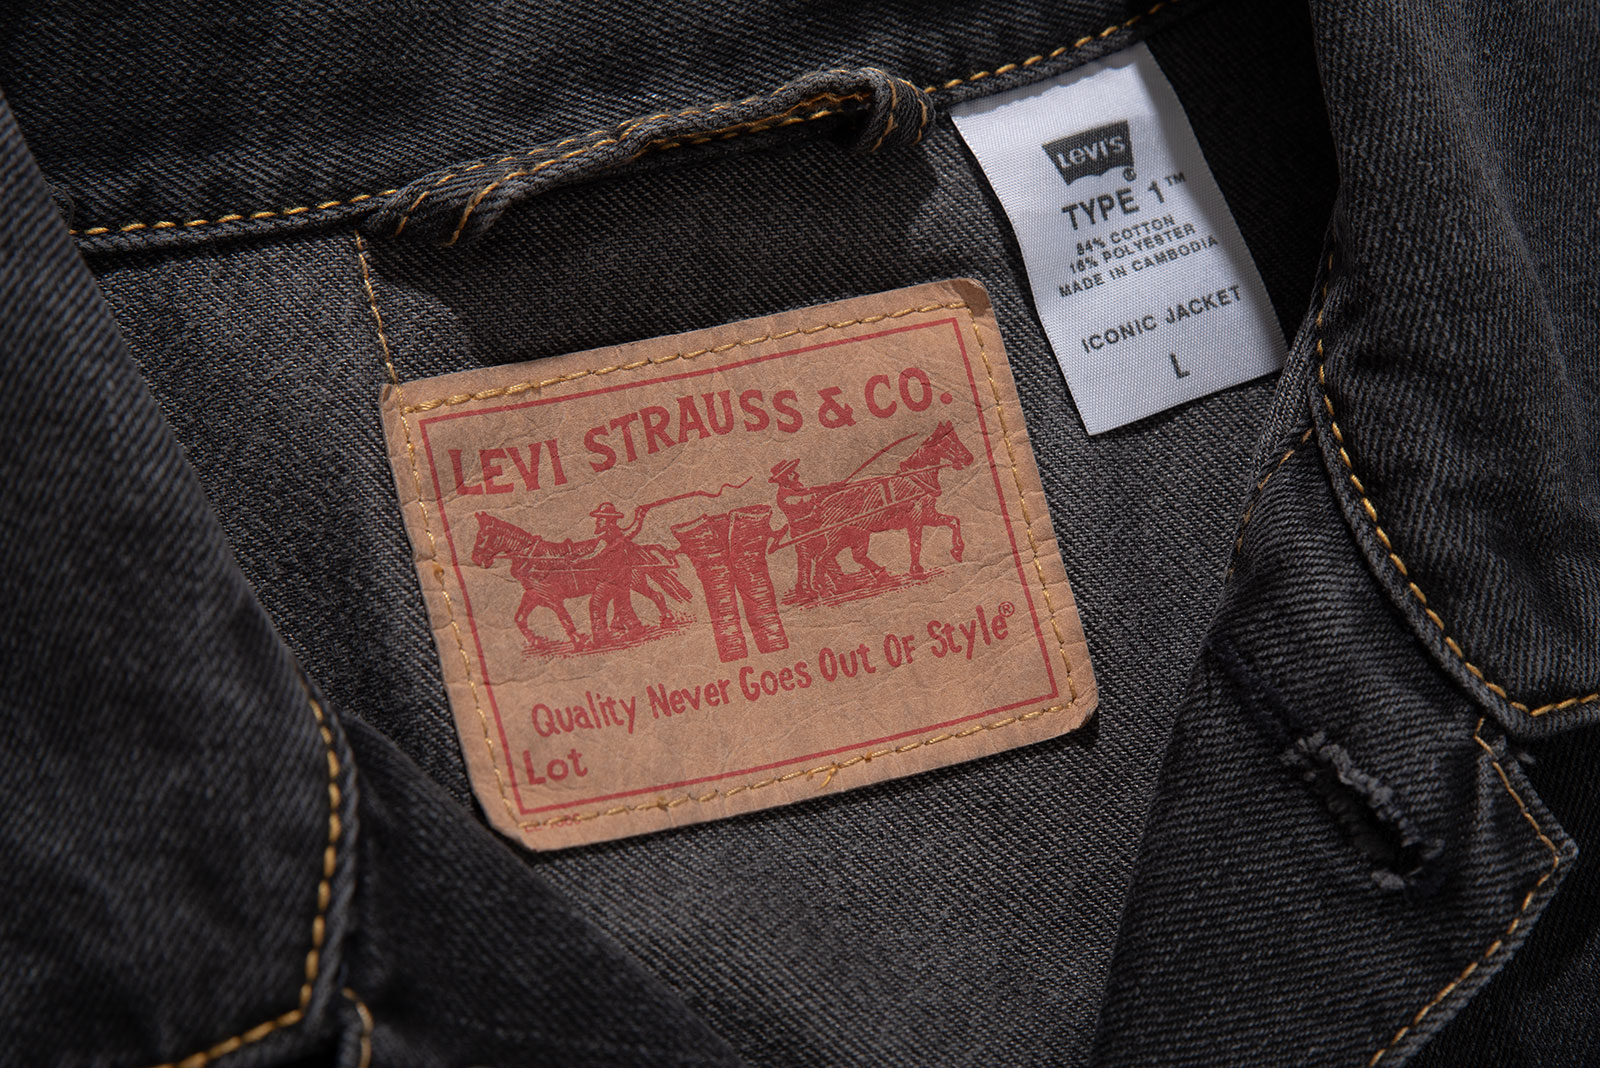 LEVI STRAUSS & CO.
Quality Never Goes Out Of Style®
Lot
Levi's®
TYPE 1™
84% COTTON
16% POLYESTER
MADE IN CAMBODIA
ICONIC JACKET
L